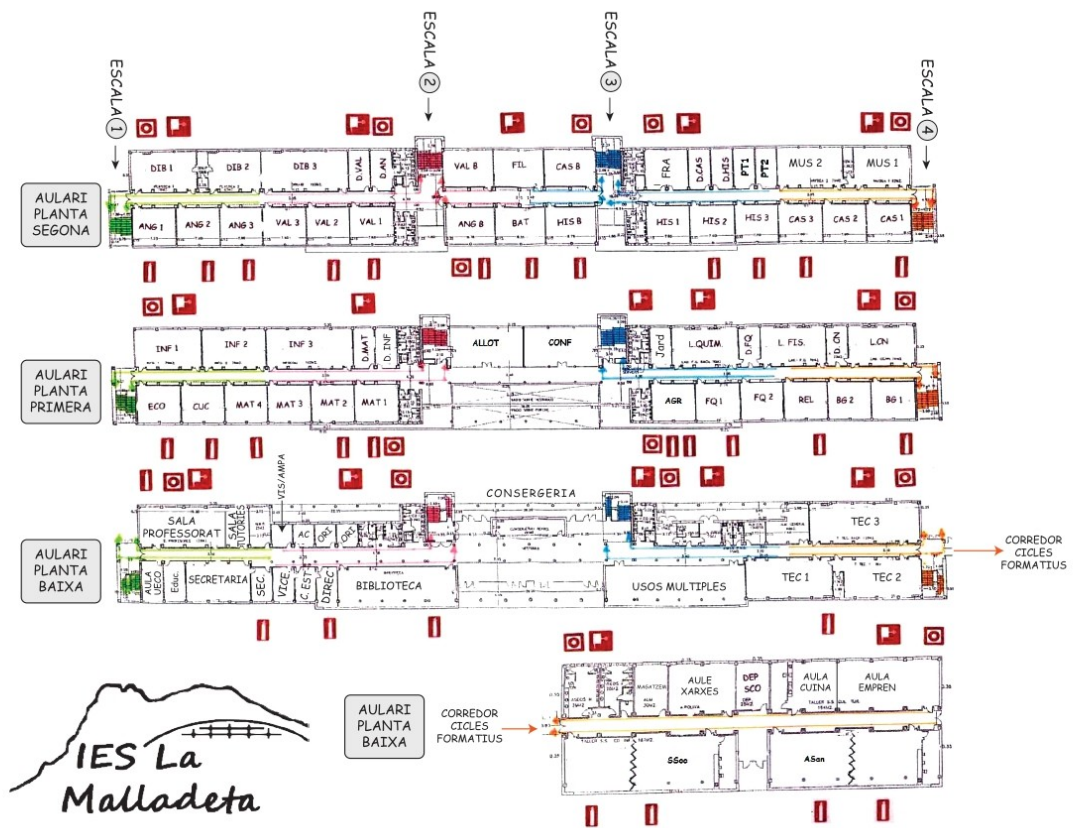 ESCALA 1
ESCALA 2
ESCALA 3
ESCALA 4
AULARI
PLANTA
SEGONA
DIB 1
DIB 2
DIB 3
D.VAL
D.AN
VAL B
FIL
CAS B
FRA
D.CAS
D.HIS
PT1
PT2
MUS 2
MUS 1
ANG 1
ANG 2
ANG 3
VAL 3
VAL 2
VAL 1
ANG B
BAT
HIS B
HIS 1
HIS 2
HIS 3
CAS 3
CAS 2
CAS 1
AULARI
PLANTA
PRIMERA
INF 1
INF 2
INF 3
D.MAT
D. INF
ALLOT
CONF
Jard
L.QUIM.
D.FQ
L. FIS.
D. CN
L.CN
ECO
CUC
MAT 4
MAT 3
MAT 2
MAT 1
AGR
FQ 1
FQ 2
REL
BG 2
BG 1
AULARI
PLANTA
BAIXA
VIS/AMPA
CONSERGERIA
SALA
PROFESSORAT
SALA
TUTORIES
AC
ORI
ORI
TEC 3
AULA
UECO
Educ.
SECRETARIA
SEC.
VICE
C. EST
DIREC
BIBLIOTECA
USOS MULTIPLES
TEC 1
TEC 2
CORREDOR
CICLES
FORMATIUS
AULARI
PLANTA
BAIXA
CORREDOR
CICLES
FORMATIUS
MAGATZEM
AULE
XARXES
DEP
SCO
AULA
CUINA
AULA
EMPREN
SSoc
ASan
IES La
Malladeta